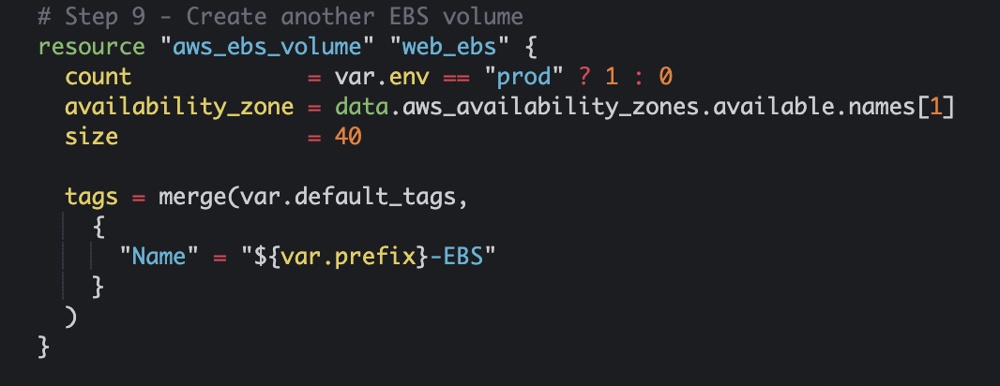 # Step 9 - Create another EBS volume
resource "aws_ebs_volume" "web_ebs" {
  count             = var.env == "prod" ? 1 : 0
  availability_zone = data.aws_availability_zones.available.names[1]
  size              = 40

  tags = merge(var.default_tags,
    {
      "Name" = "${var.prefix}-EBS"
    }
  )
}